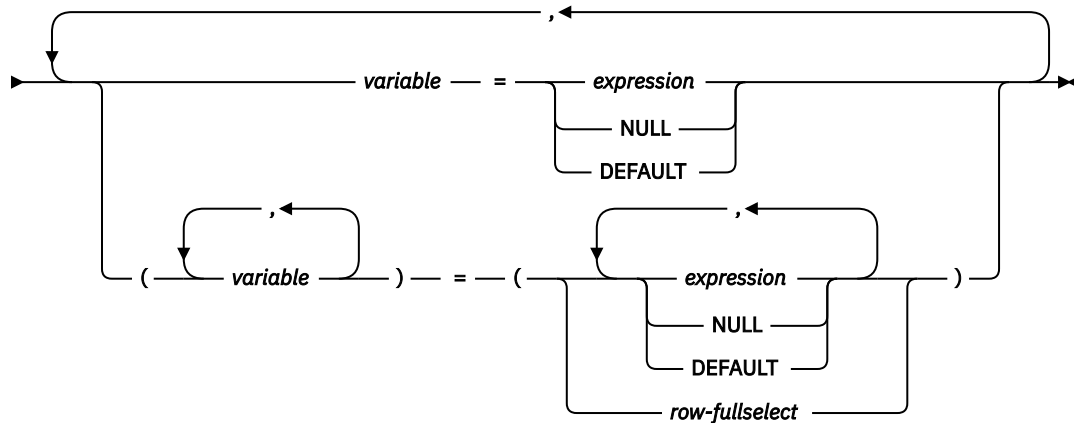 ,
variable = expression
NULL
DEFAULT
, ,
( variable ) = ( expression )
NULL
DEFAULT
row-fullselect